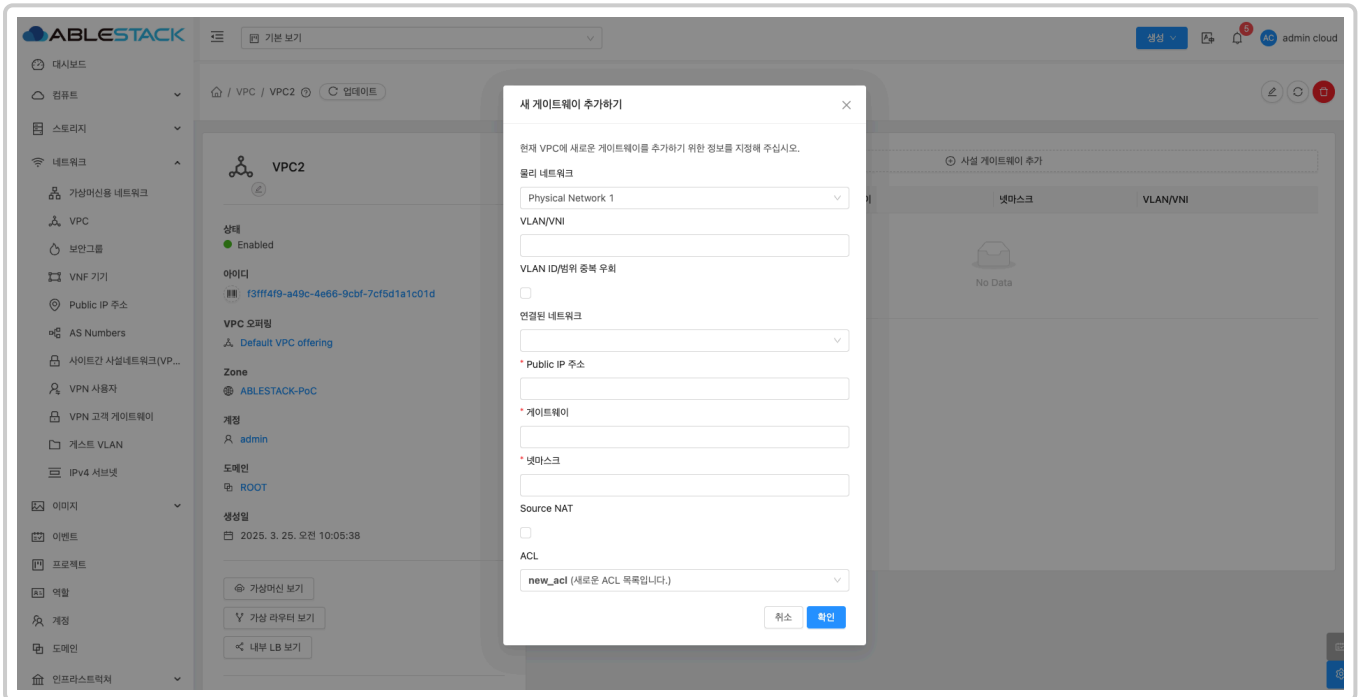 ABLESTACK
기본 보기
생성
5
AC
admin cloud
대시보드
컴퓨트
스토리지
네트워크
가상머신용 네트워크
VPC
보안그룹
VNF 기기
Public IP 주소
AS Numbers
사이트간 사설네트워크(VP...
VPN 사용자
VPN 고객 게이트웨이
게스트 VLAN
IPv4 서브넷
이미지
이벤트
프로젝트
역할
계정
도메인
인프라스트럭쳐
/ VPC / VPC2
업데이트
VPC2
상태
Enabled
아이디
f3fff4f9-a49c-4e66-9cbf-7cf5d1a1c01d
VPC 오퍼링
Default VPC offering
Zone
ABLESTACK-PoC
계정
admin
도메인
ROOT
생성일
2025. 3. 25. 오전 10:05:38
가상머신 보기
가상 라우터 보기
내부 LB 보기
새 게이트웨이 추가하기
현재 VPC에 새로운 게이트웨이를 추가하기 위한 정보를 지정해 주십시오.
물리 네트워크
Physical Network 1
VLAN/VNI
VLAN ID/범위 중복 우회
연결된 네트워크
* Public IP 주소
* 게이트웨이
* 넷마스크
Source NAT
ACL
new_acl (새로운 ACL 목록입니다.)
취소
확인
사설 게이트웨이 추가
넷마스크
VLAN/VNI
No Data